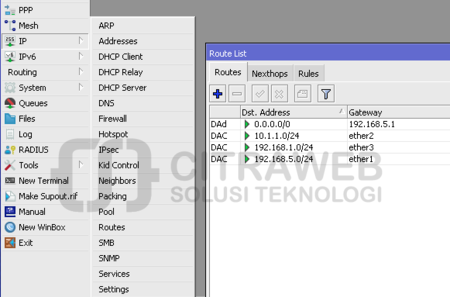 PPP
Mesh
IP
IPv6
Routing
System
Queues
Files
Log
RADIUS
Tools
New Terminal
Make Supout.rif
Manual
New WinBox
Exit
ARP
Addresses
DHCP Client
DHCP Relay
DHCP Server
DNS
Firewall
Hotspot
IPsec
Kid Control
Neighbors
Packing
Pool
Routes
SMB
SNMP
Services
Settings
Route List
Routes Nexthops Rules
Dst. Address Gateway
DAd 0.0.0.0/0 192.168.5.1
DAC 10.1.1.0/24 ether2
DAC 192.168.1.0/24 ether3
DAC 192.168.5.0/24 ether1
CITRAWEB
SOLUSI TEKNOLOGI